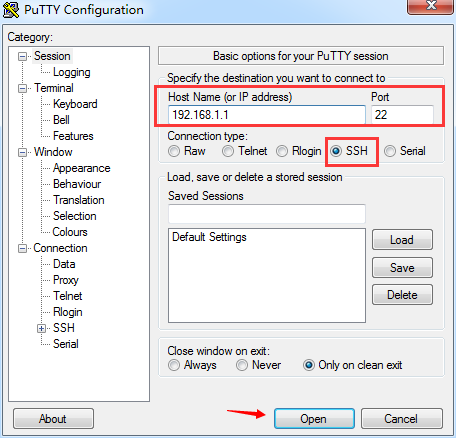 PuTTY Configuration
Category:
Session
Logging
Terminal
Keyboard
Bell
Features
Window
Appearance
Behaviour
Translation
Selection
Colours
Connection
Data
Proxy
Telnet
Rlogin
SSH
Serial
Basic options for your PuTTY session
Specify the destination you want to connect to
Host Name (or IP address) Port
192.168.1.1 22
Connection type:
Raw Telnet Rlogin SSH Serial
Load, save or delete a stored session
Saved Sessions
Default Settings
Load
Save
Delete
Close window on exit:
Always Never Only on clean exit
About Open Cancel